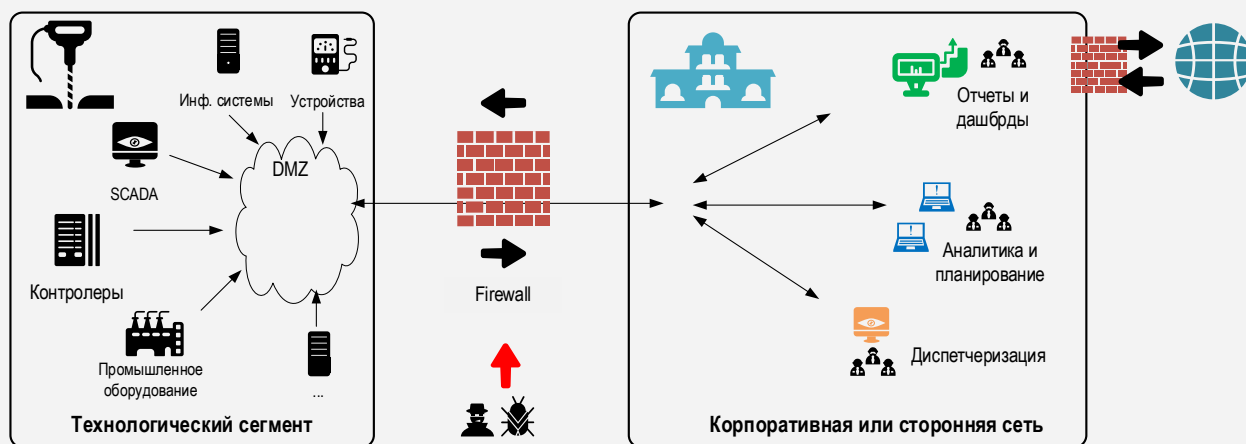 Инф. системы
Устройства
DMZ
SCADA
Контролеры
Промышленное
оборудование
...
Технологический сегмент
Firewall
Отчеты и
дашбрды
Аналитика и
планирование
Диспетчеризация
Корпоративная или сторонняя сеть